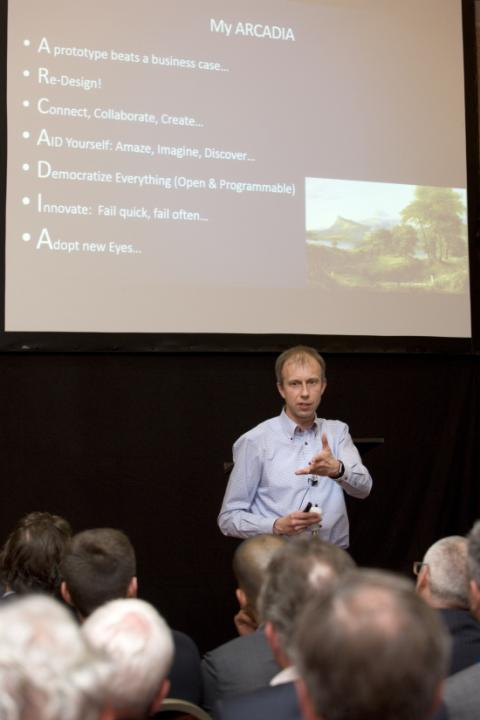 My ARCADIA
• A prototype beats a business case...
• Re-Design!
• Connect, Collaborate, Create...
• AID Yourself: Amaze, Imagine, Discover...
• Democratize Everything (Open & Programmable)
• Innovate: Fail quick, fail often...
• Adopt new Eyes...